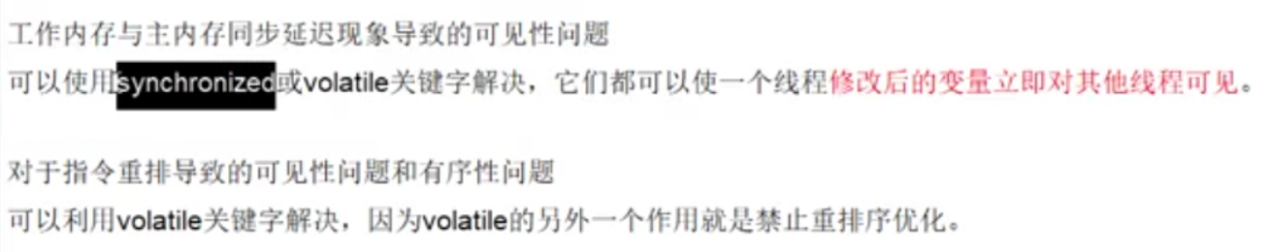 工作内存与主内存同步延迟现象导致的可见性问题
可以使用synchronized或volatile关键字解决，它们都可以使一个线程修改后的变量立即对其他线程可见。
对于指令重排导致的可见性问题和有序性问题
可以利用volatile关键字解决，因为volatile的另外一个作用就是禁止重排序优化。